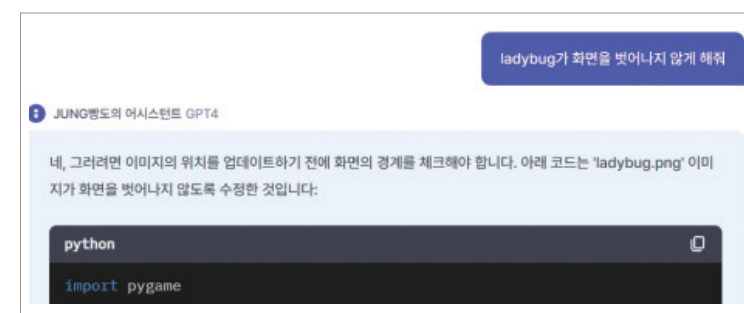 ladybug가 화면을 벗어나지 않게 해줘
JUNG빵도의 어시스턴트 GPT4
네, 그러려면 이미지의 위치를 업데이트하기 전에 화면의 경계를 체크해야 합니다. 아래 코드는 'ladybug.png' 이미
지가 화면을 벗어나지 않도록 수정한 것입니다:
python
import pygame